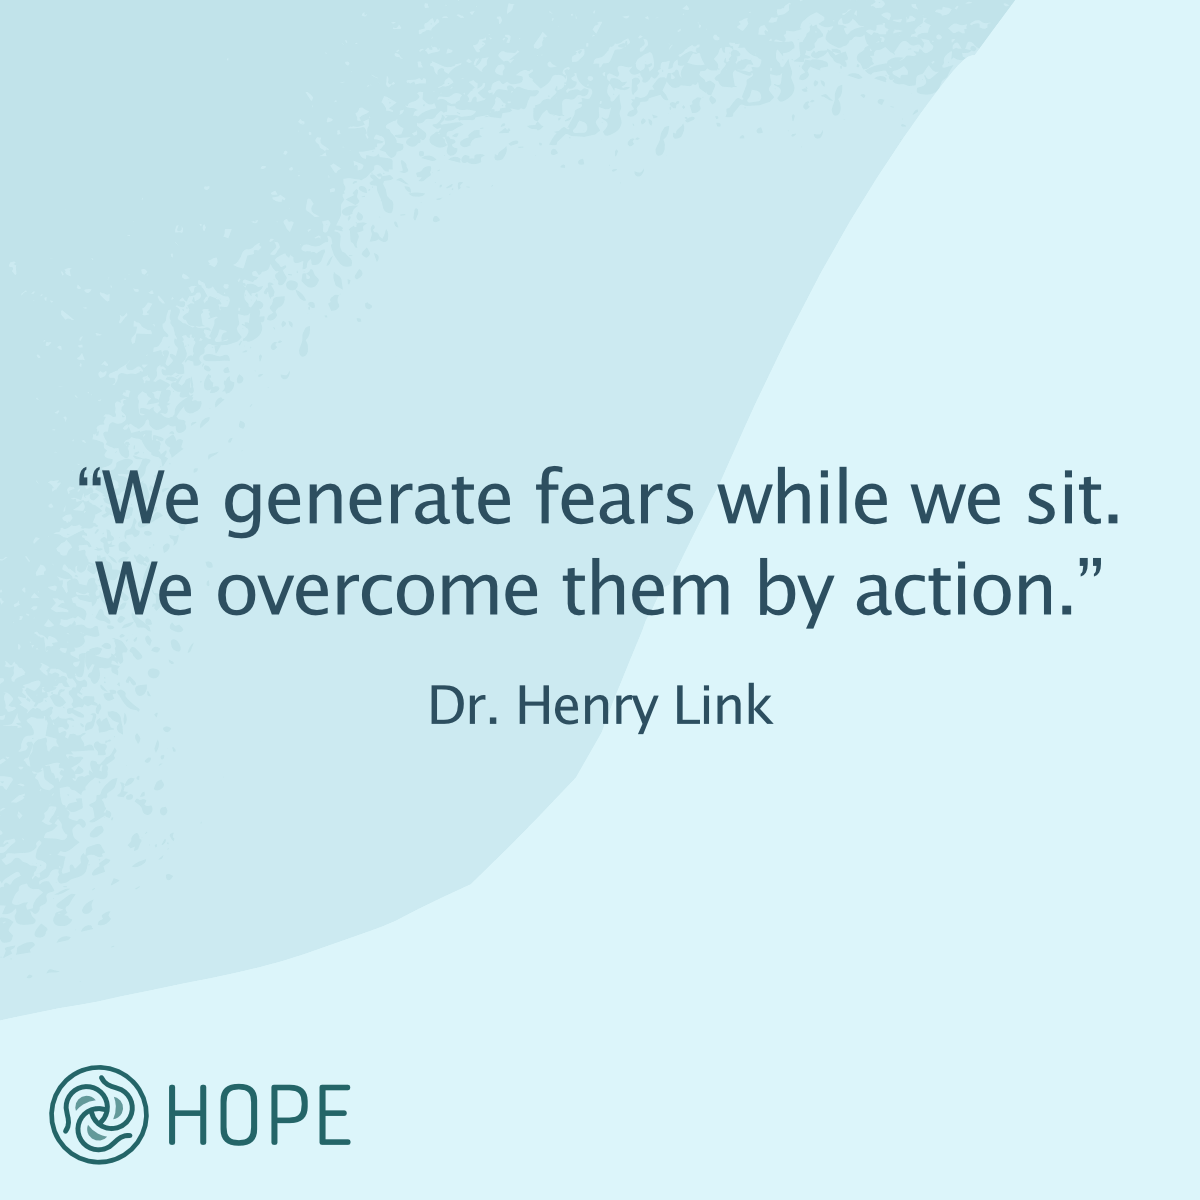 “We generate fears while we sit.
We overcome them by action.”
Dr. Henry Link
HOPE